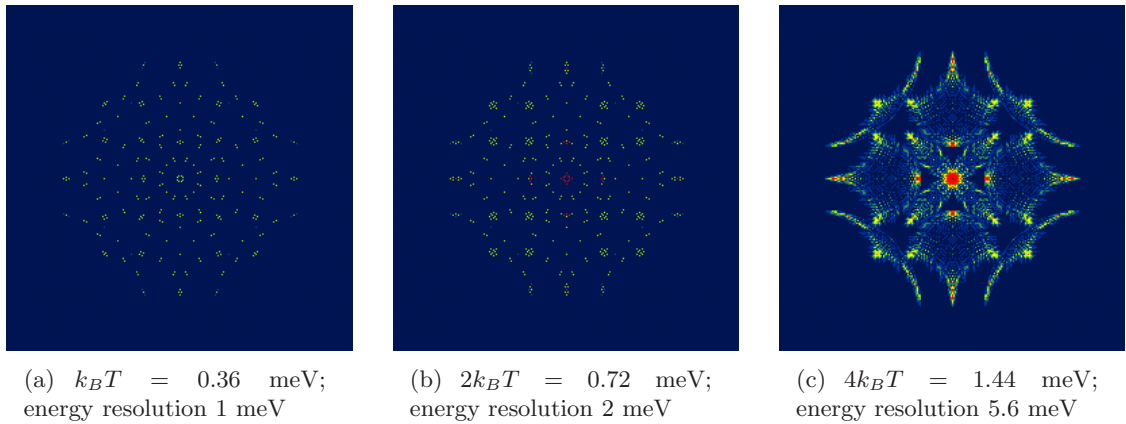 (a) k_BT = 0.36 meV;
energy resolution 1 meV
(b) 2k_BT = 0.72 meV;
energy resolution 2 meV
(c) 4k_BT = 1.44 meV;
energy resolution 5.6 meV